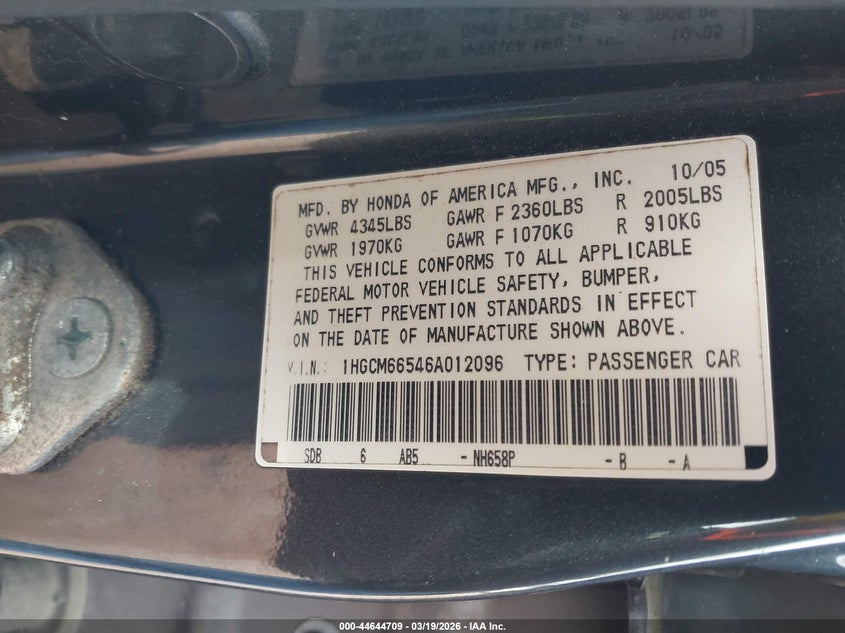 MFD. BY HONDA OF AMERICA MFG., INC. 10/05
GVWR 4345LBS GAWR F 2360LBS R 2005LBS
GVWR 1970KG GAWR F 1070KG R 910KG
THIS VEHICLE CONFORMS TO ALL APPLICABLE
FEDERAL MOTOR VEHICLE SAFETY, BUMPER,
AND THEFT PREVENTION STANDARDS IN EFFECT
ON THE DATE OF MANUFACTURE SHOWN ABOVE.
V.I.N.: 1HGCM66546A012096 TYPE: PASSENGER CAR
SDB 6 AB5 - NH658P - B - A
000-44644709 - 03/19/2026 - IAA Inc.